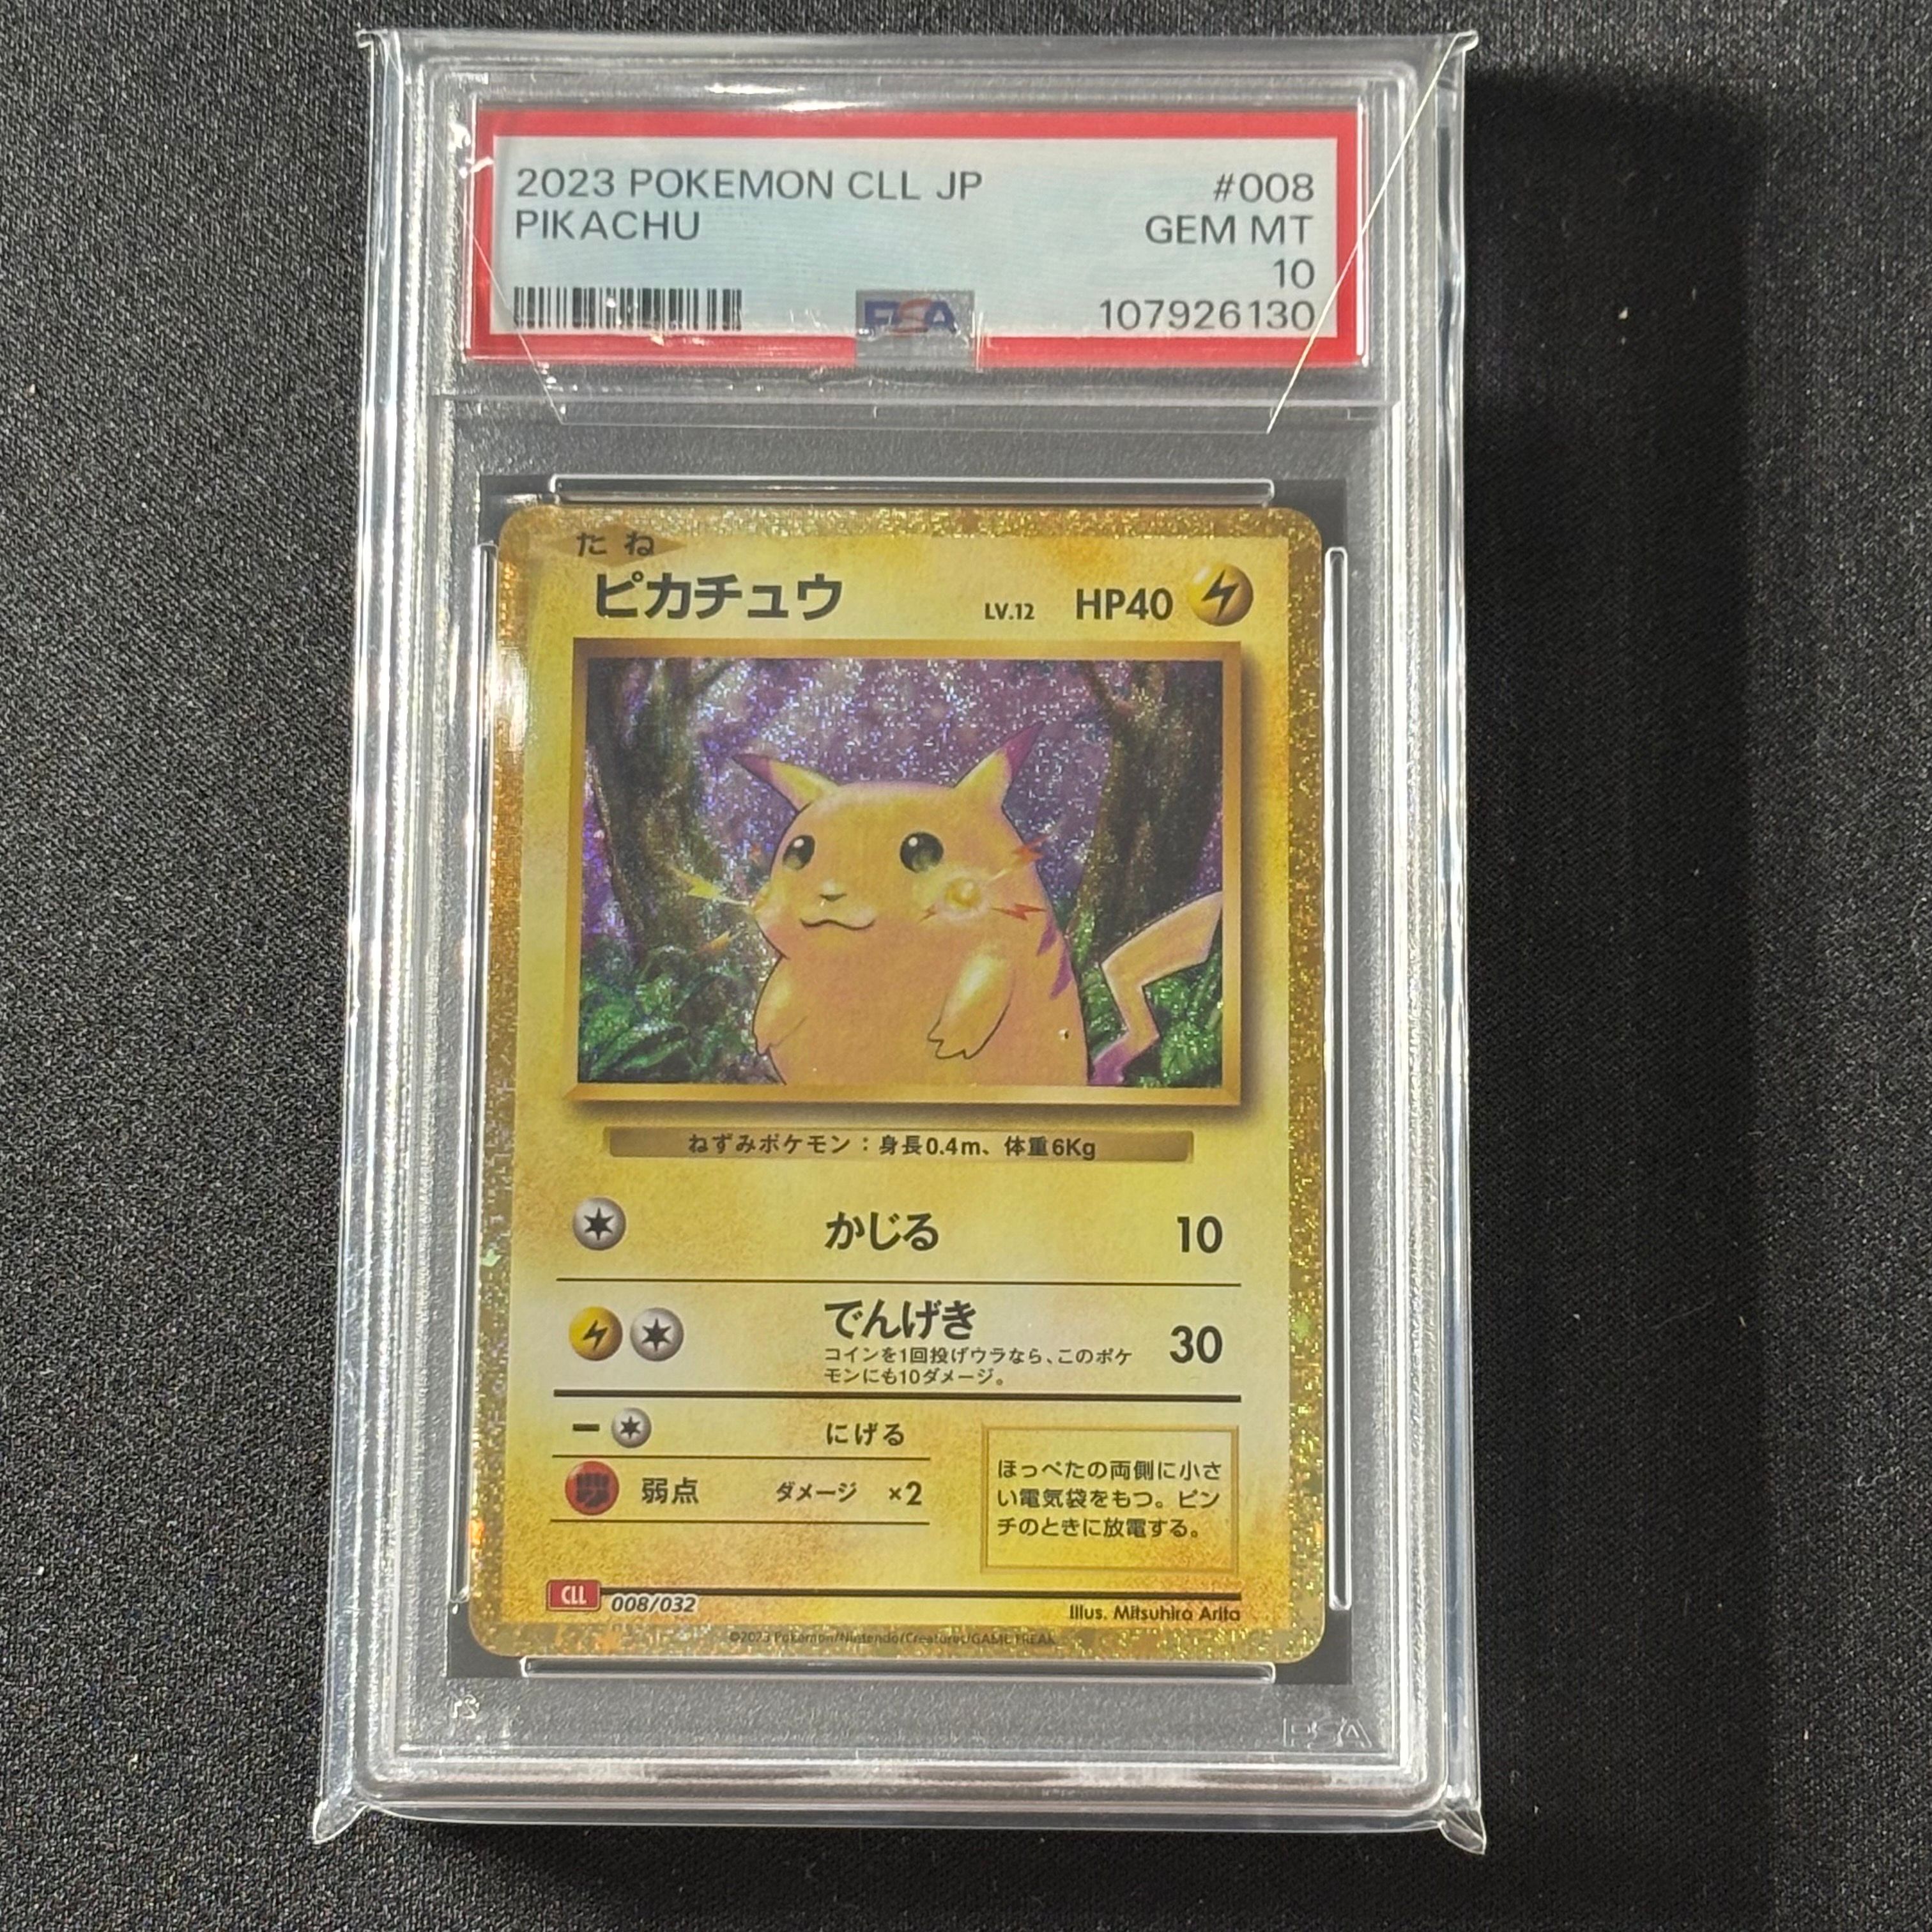 2023 POKEMON CLL JP #008
PIKACHU GEM MT
10
PSA 107926130
たね
ピカチュウ LV.12 HP40
ねずみポケモン：身長0.4m、体重6Kg
かじる 10
でんげき 30
コインを1回投げウラなら、このポケ
モンにも10ダメージ。
にげる
弱点 ダメージ ×2
ほっぺたの両側に小さ
い電気袋をもつ。ピン
チのときに放電する。
CLL 008/032 Illus. Mitsuhiro Arita
©2023 Pokémon/Nintendo/Creatures/GAME FREAK
PSA